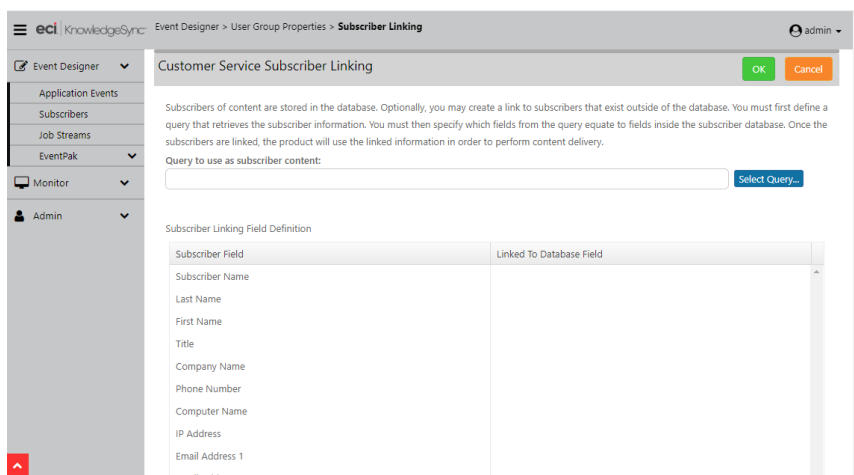 eci KnowledgeSync Event Designer > User Group Properties > Subscriber Linking admin
Event Designer
Customer Service Subscriber Linking OK Cancel
Application Events
Subscribers
Job Streams
EventPak
Monitor
Admin
Subscribers of content are stored in the database. Optionally, you may create a link to subscribers that exist outside of the database. You must first define a
query that retrieves the subscriber information. You must then specify which fields from the query equate to fields inside the subscriber database. Once the
subscribers are linked, the product will use the linked information in order to perform content delivery.
Query to use as subscriber content:
Select Query...
Subscriber Linking Field Definition
Subscriber Field Linked To Database Field
Subscriber Name
Last Name
First Name
Title
Company Name
Phone Number
Computer Name
IP Address
Email Address 1